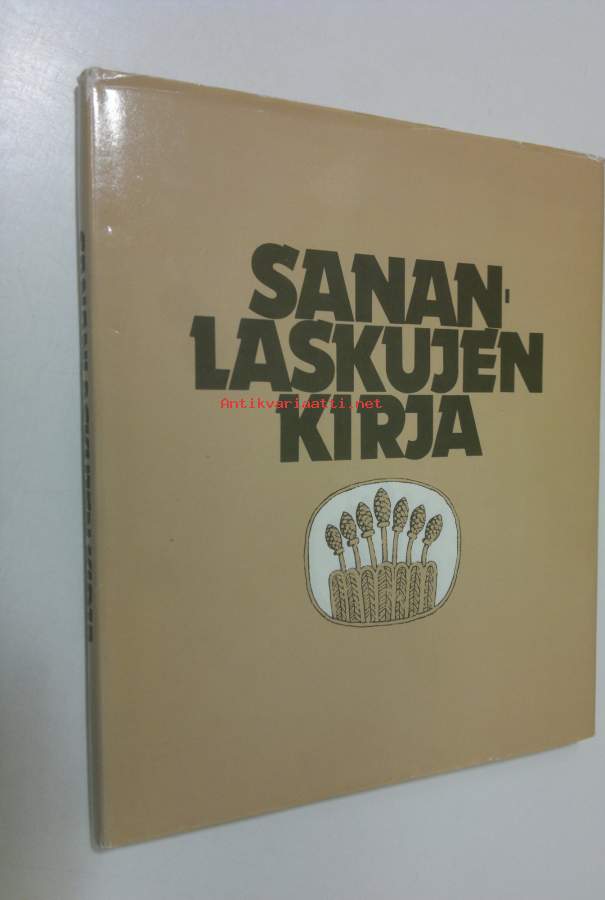 SANAN-
LASKUJEN
Antikvariaatti.net
KIRJA